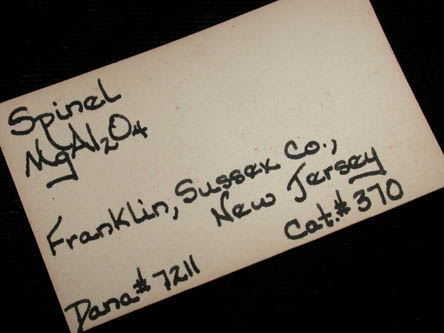 Spinel
MgAl₂O₄
Franklin, Sussex Co.,
New Jersey
Cat.# 370
Dana# 7211